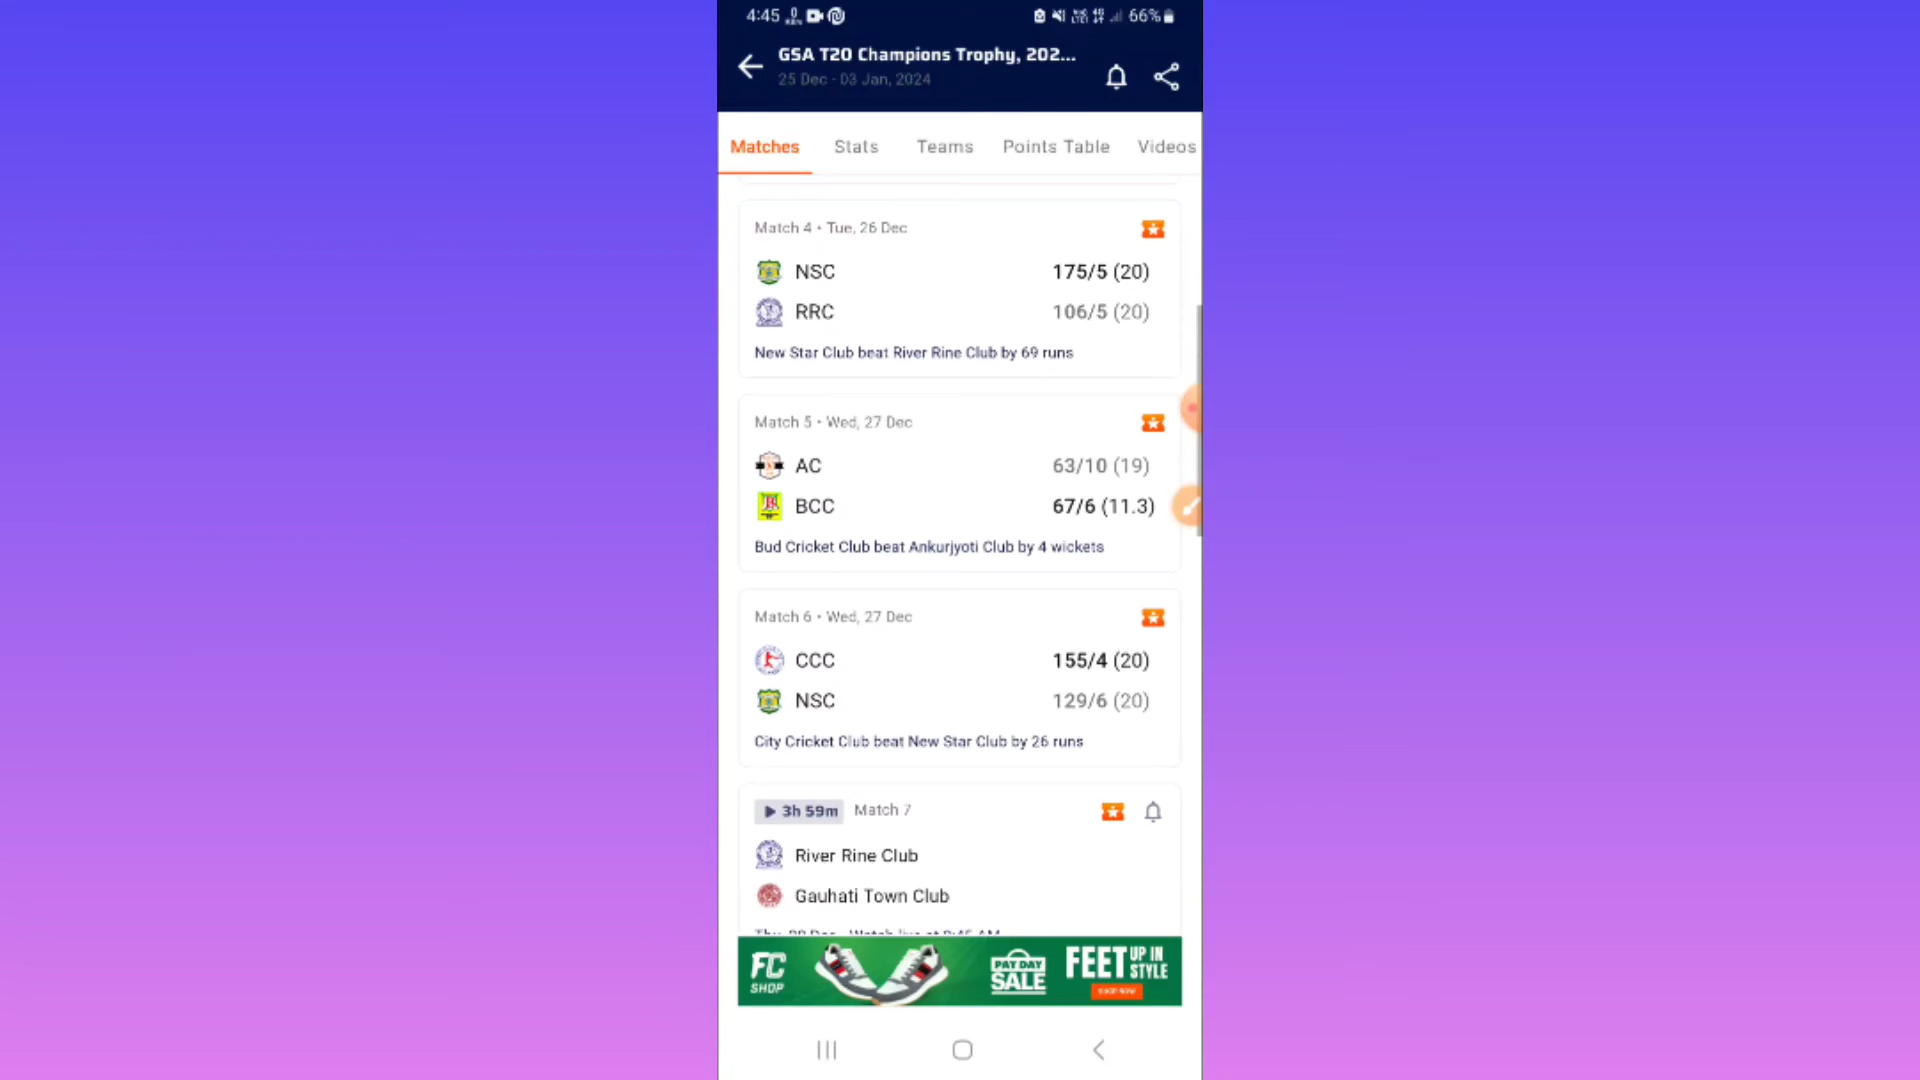 4:45 66%
GSA T20 Champions Trophy, 202...
25 Dec - 03 Jan, 2024
Matches Stats Teams Points Table Videos
Match 4 • Tue, 26 Dec
NSC 175/5 (20)
RRC 106/5 (20)
New Star Club beat River Rine Club by 69 runs
Match 5 • Wed, 27 Dec
AC 63/10 (19)
BCC 67/6 (11.3)
Bud Cricket Club beat Ankurjyoti Club by 4 wickets
Match 6 • Wed, 27 Dec
CCC 155/4 (20)
NSC 129/6 (20)
City Cricket Club beat New Star Club by 26 runs
3h 59m Match 7
River Rine Club
Gauhati Town Club
FC SHOP
PAY DAY SALE
FEET UP IN STYLE
SHOP NOW